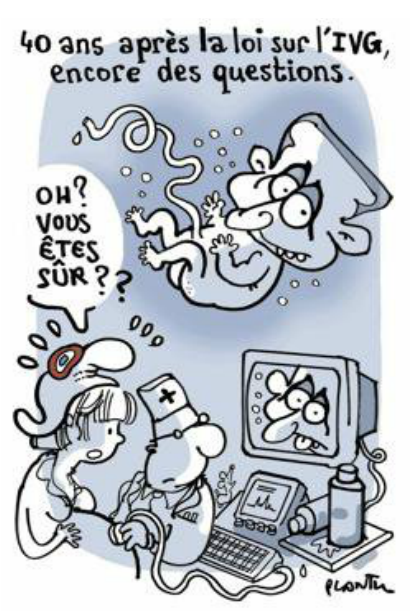 40 ans après la loi sur l'IVG,
encore des questions.
OH?
VOUS
ÊTES
SÛR??
PLANTU